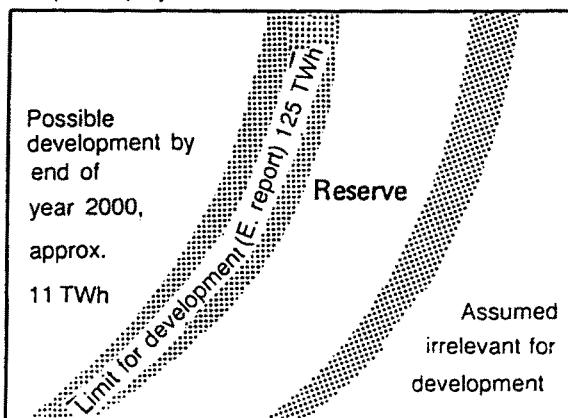 Possible
development by
end of
year 2000,
approx.
11 TWh
Limit for development (E. report) 125 TWh
Reserve
Assumed
irrelevant for
development